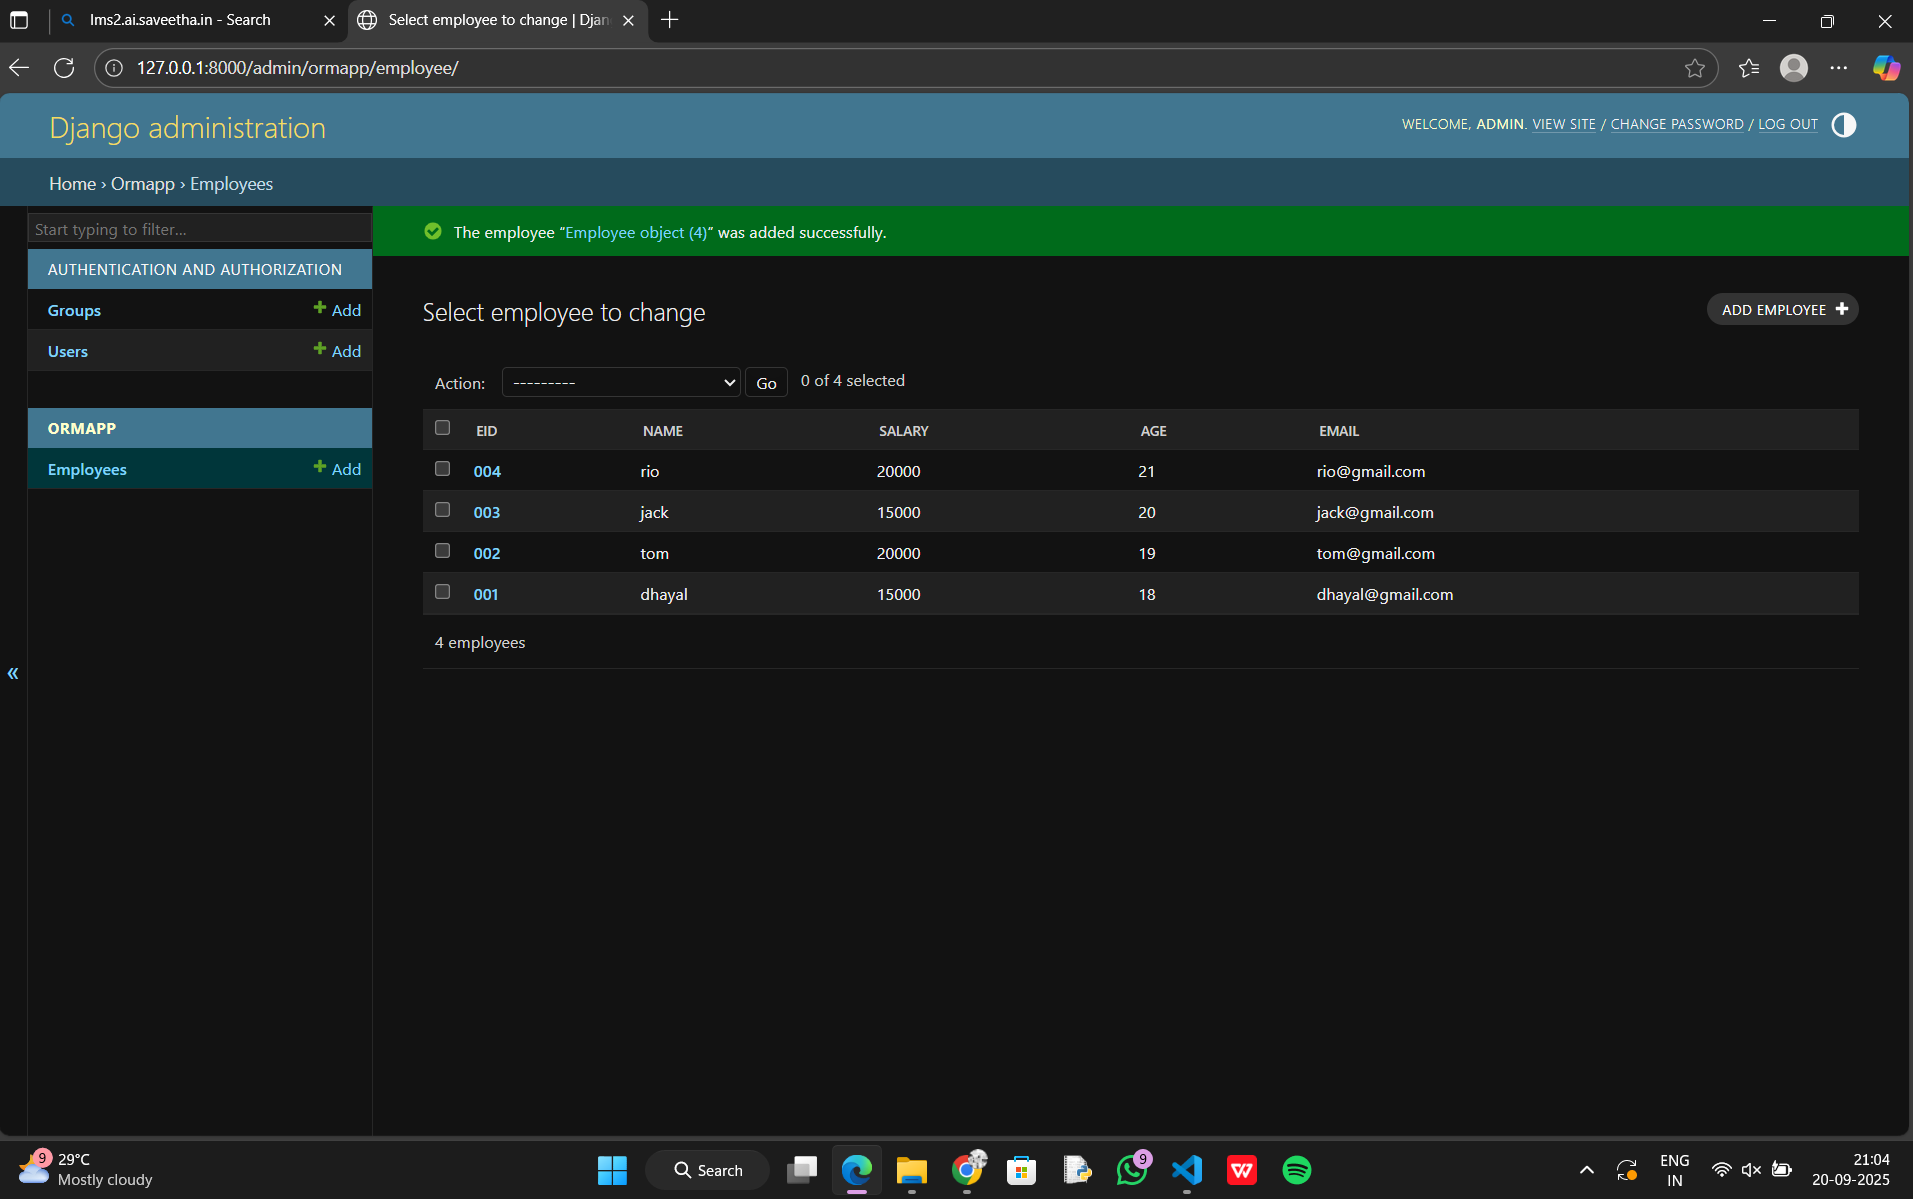 lms2.ai.saveetha.in - Search
Select employee to change | Djan
127.0.0.1:8000/admin/ormapp/employee/
Django administration
WELCOME, ADMIN. VIEW SITE / CHANGE PASSWORD / LOG OUT
Home › Ormapp › Employees
Start typing to filter...
AUTHENTICATION AND AUTHORIZATION
Groups + Add
Users + Add
ORMAPP
Employees + Add
The employee “Employee object (4)” was added successfully.
Select employee to change
ADD EMPLOYEE +
Action: --------- Go 0 of 4 selected
EID NAME SALARY AGE EMAIL
004 rio 20000 21 rio@gmail.com
003 jack 15000 20 jack@gmail.com
002 tom 20000 19 tom@gmail.com
001 dhayal 15000 18 dhayal@gmail.com
4 employees
«
9
29°C
Mostly cloudy
Search
9
W
ENG
IN
21:04
20-09-2025